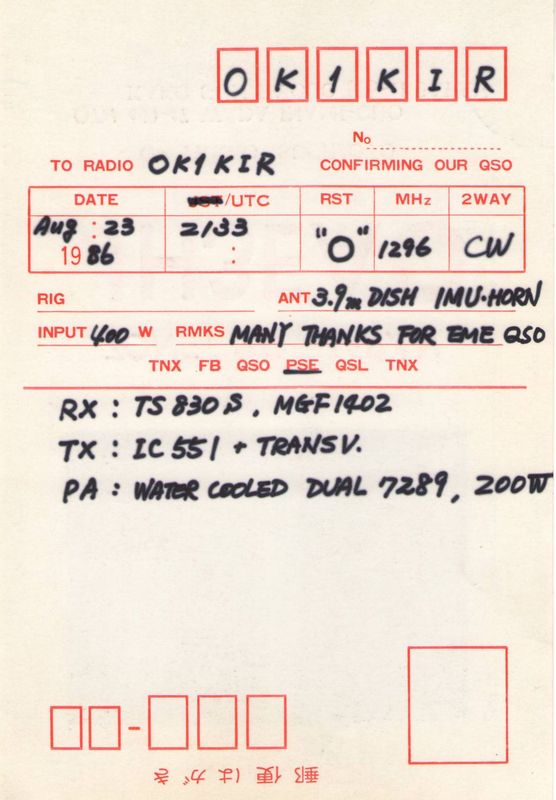 OK1KIR
No
TO RADIO OK1KIR CONFIRMING OUR QSO
DATE /UTC RST MHz 2WAY
Aug : 23 2133 "O" 1296 CW
1986 :
RIG ANT 3.9m DISH IMU-HORN
INPUT 400 W RMKS MANY THANKS FOR EME QSO
TNX FB QSO PSE QSL TNX
RX : TS 830 S, MGF1402
TX : IC 551 + TRANSV.
PA : WATER COOLED DUAL 7289, 200W
郵便はがき